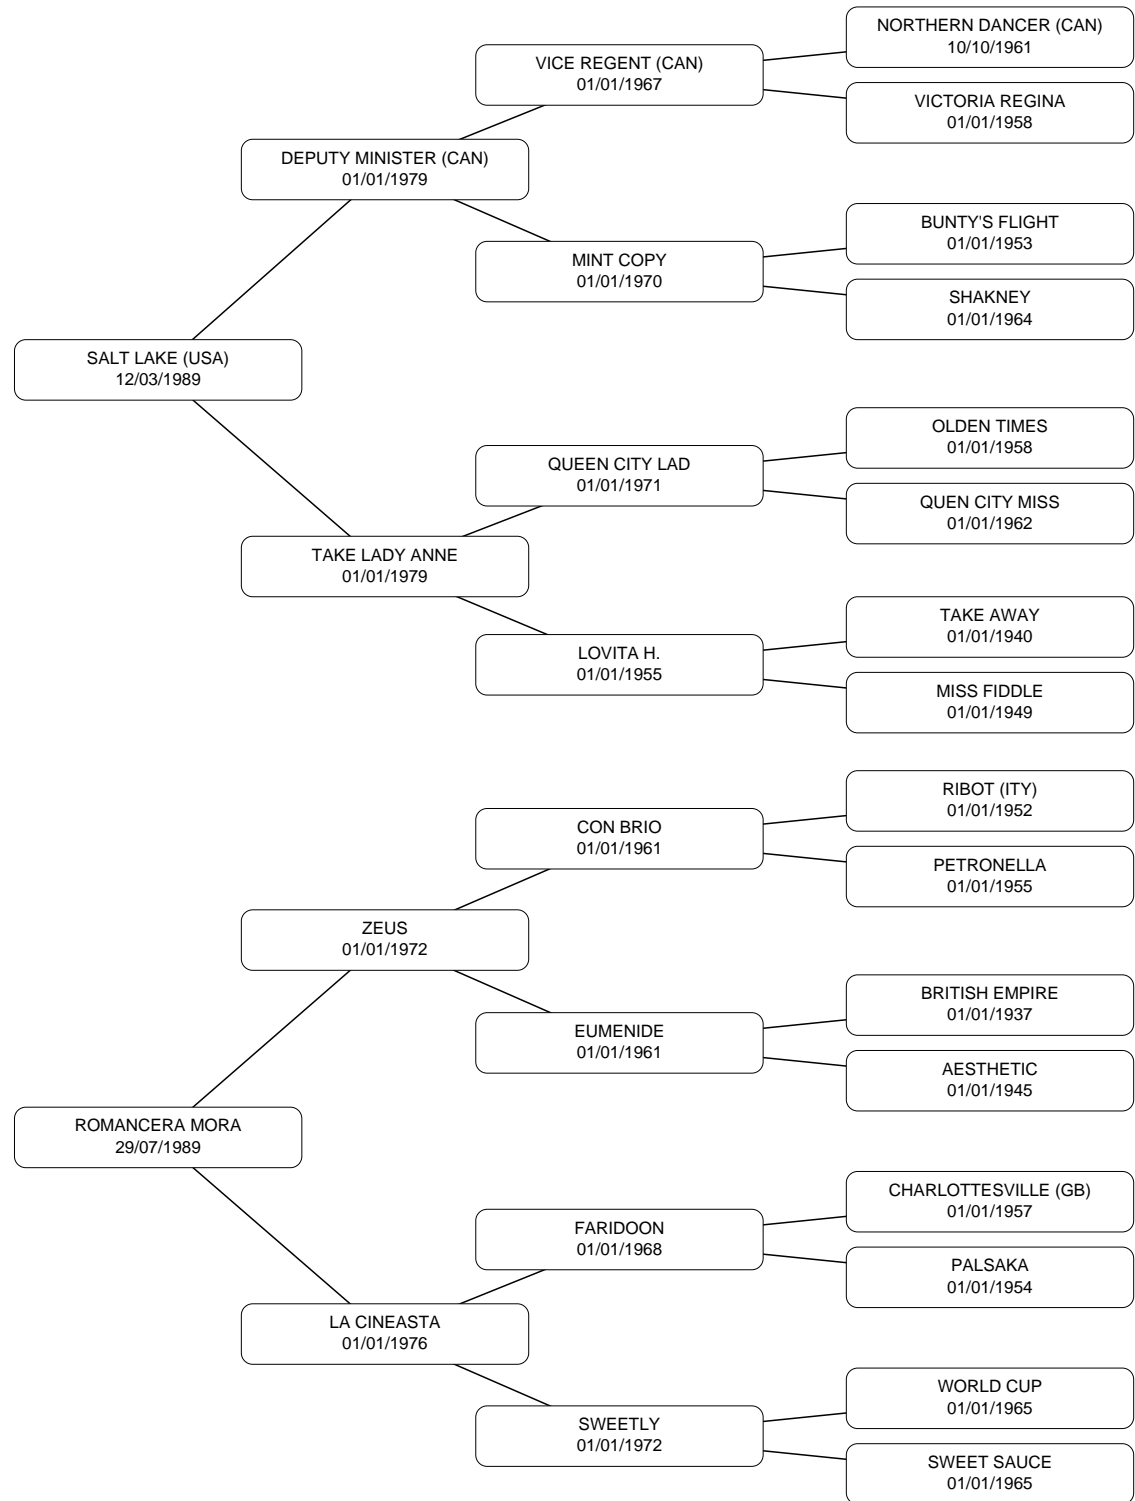 NORTHERN DANCER (CAN)
10/10/1961
VICE REGENT (CAN)
01/01/1967
VICTORIA REGINA
01/01/1958
DEPUTY MINISTER (CAN)
01/01/1979
BUNTY'S FLIGHT
01/01/1953
MINT COPY
01/01/1970
SHAKNEY
01/01/1964
SALT LAKE (USA)
12/03/1989
OLDEN TIMES
01/01/1958
QUEEN CITY LAD
01/01/1971
QUEN CITY MISS
01/01/1962
TAKE LADY ANNE
01/01/1979
TAKE AWAY
01/01/1940
LOVITA H.
01/01/1955
MISS FIDDLE
01/01/1949
RIBOT (ITY)
01/01/1952
CON BRIO
01/01/1961
PETRONELLA
01/01/1955
ZEUS
01/01/1972
BRITISH EMPIRE
01/01/1937
EUMENIDE
01/01/1961
AESTHETIC
01/01/1945
ROMANCERA MORA
29/07/1989
CHARLOTTESVILLE (GB)
01/01/1957
FARIDOON
01/01/1968
PALSAKA
01/01/1954
LA CINEASTA
01/01/1976
WORLD CUP
01/01/1965
SWEETLY
01/01/1972
SWEET SAUCE
01/01/1965